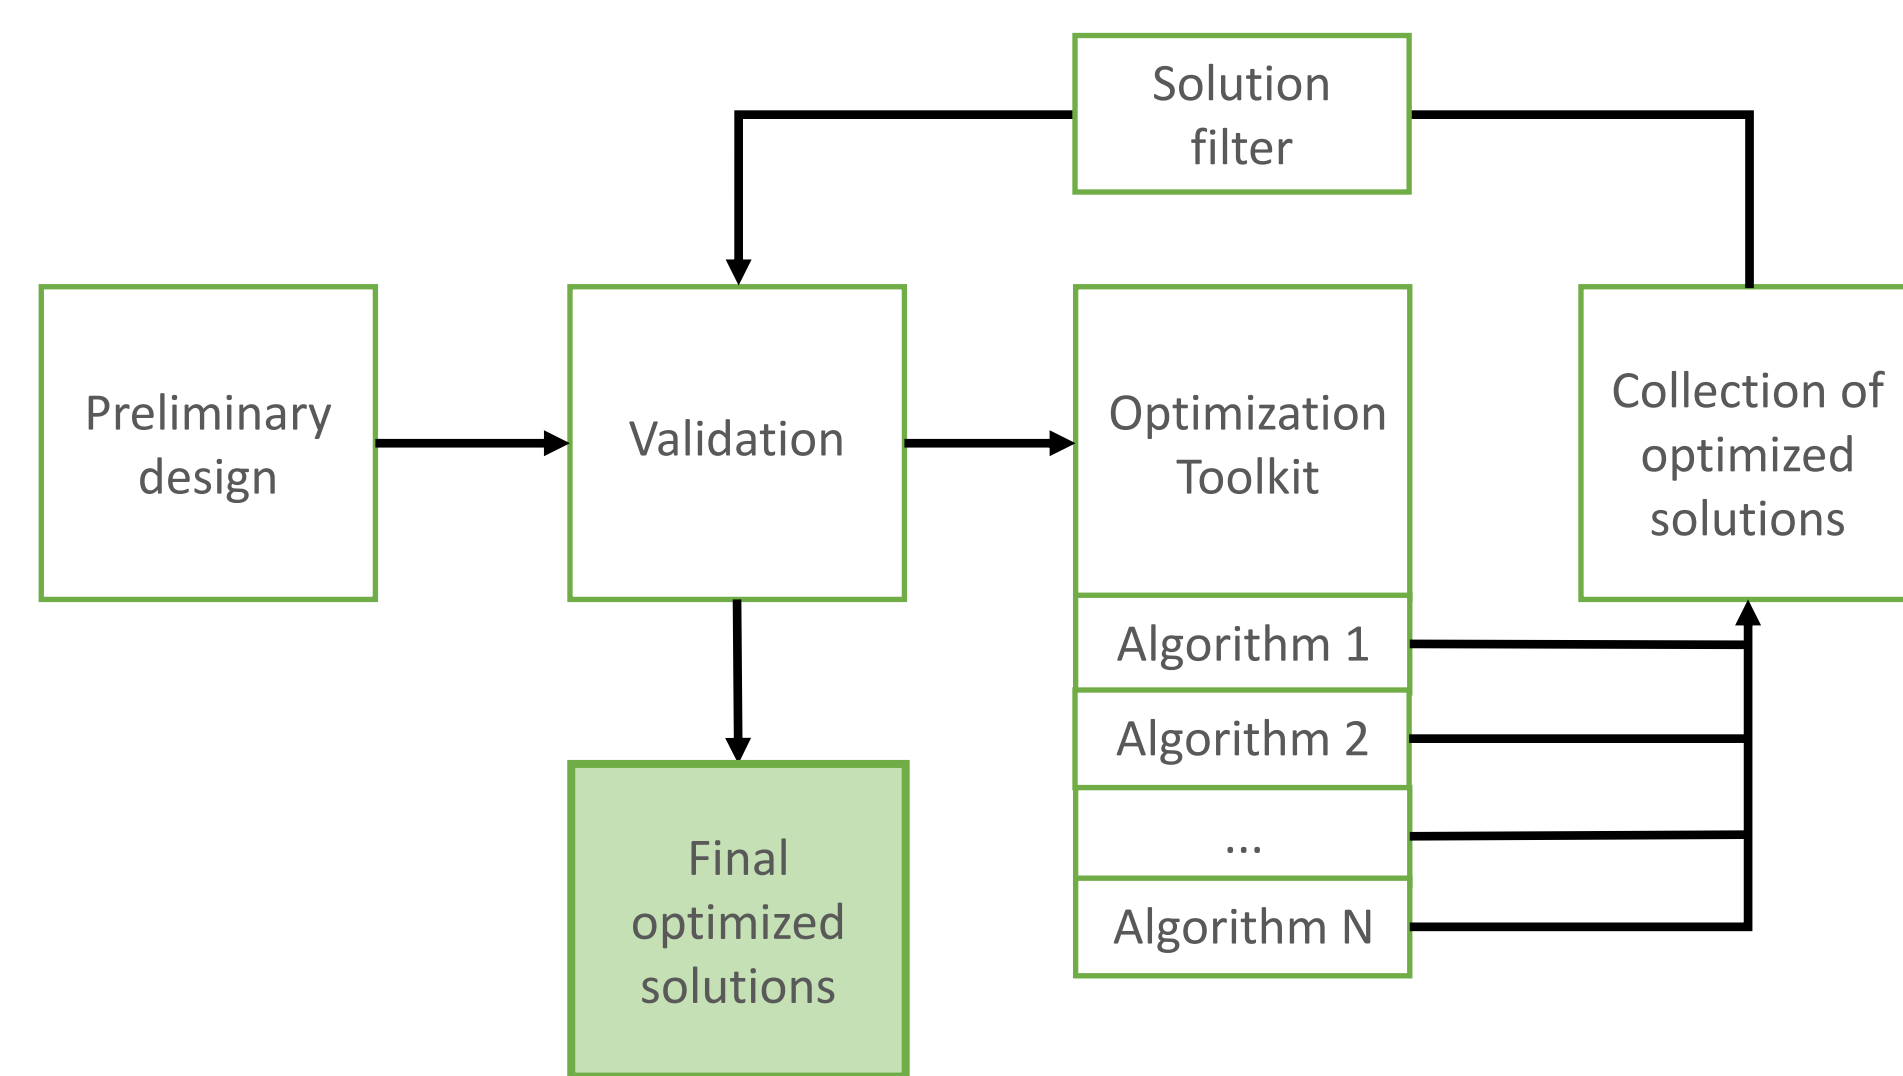 Solution
filter
Preliminary
design
Validation
Optimization
Toolkit
Collection of
optimized
solutions
Algorithm 1
Algorithm 2
...
Algorithm N
Final
optimized
solutions